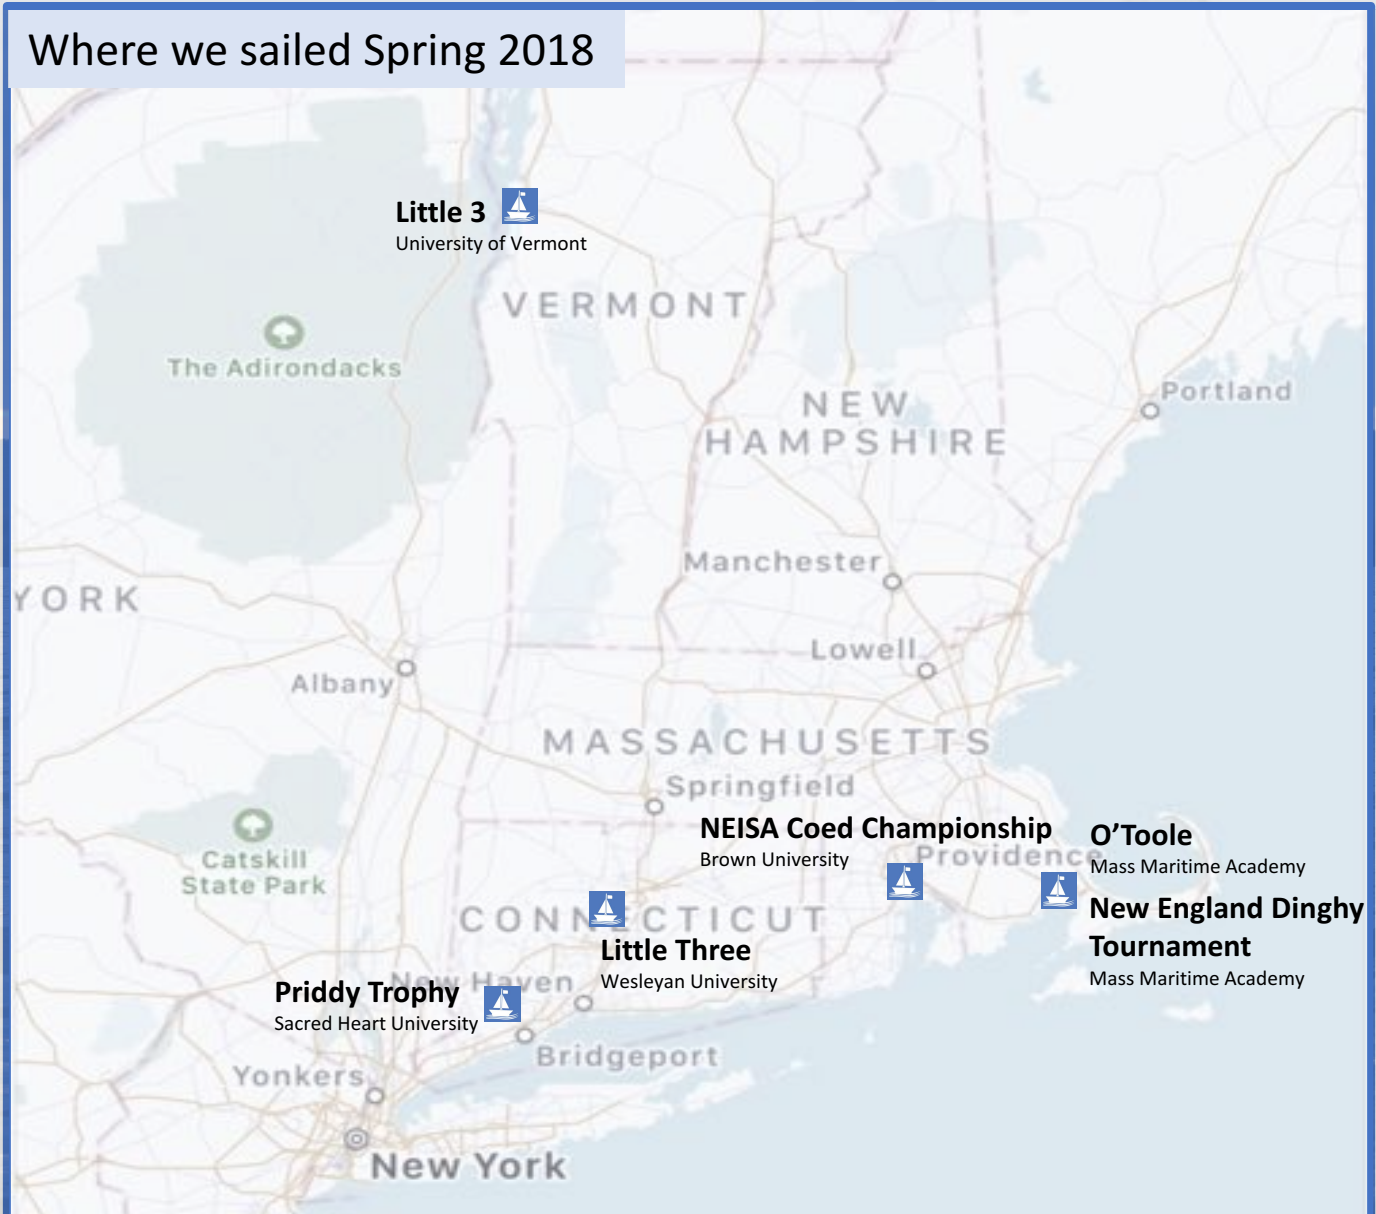 Where we sailed Spring 2018
Little 3
University of Vermont
VERMONT
The Adirondacks
Portland
NEW
HAMPSHIRE
Manchester
YORK
Lowell
Albany
MASSACHUSETTS
Springfield
NEISA Coed Championship
Brown University
Providence
O’Toole
Mass Maritime Academy
Catskill
State Park
CONNECTICUT
New England Dinghy
Tournament
Mass Maritime Academy
Little Three
Wesleyan University
New Haven
Priddy Trophy
Sacred Heart University
Bridgeport
Yonkers
New York